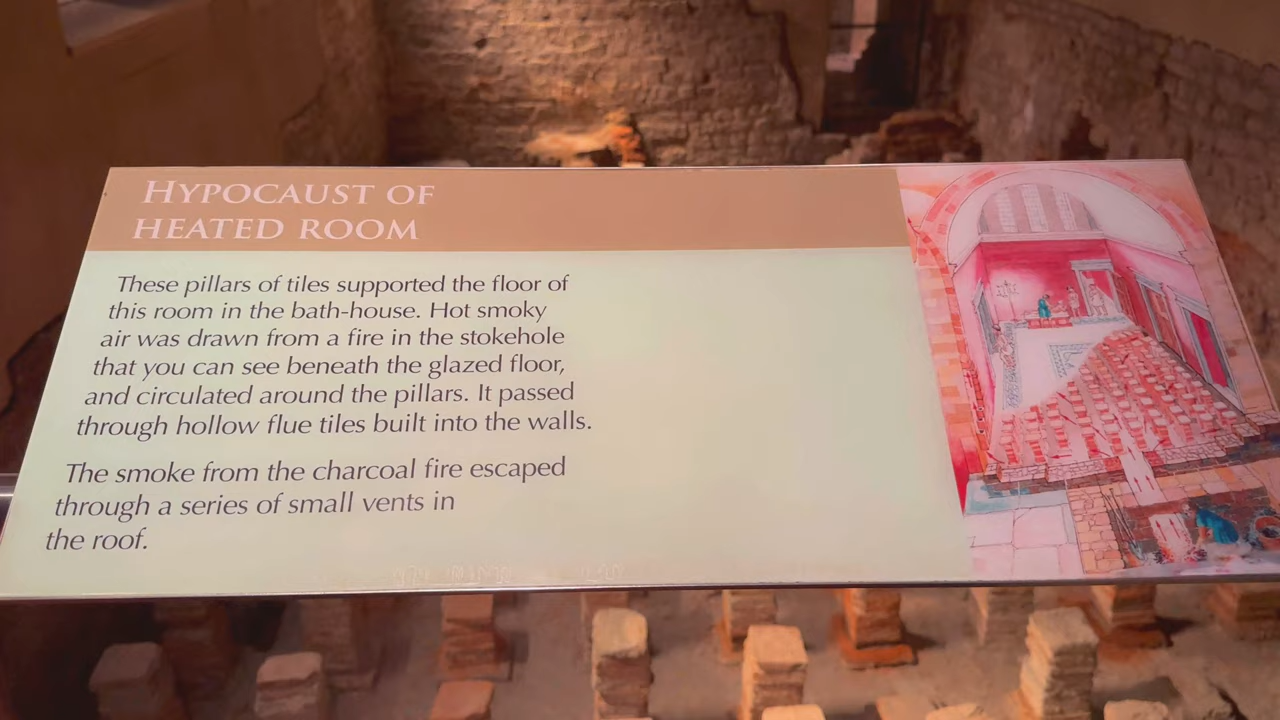 HYPOCAUST OF
HEATED ROOM
These pillars of tiles supported the floor of
this room in the bath-house. Hot smoky
air was drawn from a fire in the stokehole
that you can see beneath the glazed floor,
and circulated around the pillars. It passed
through hollow flue tiles built into the walls.
The smoke from the charcoal fire escaped
through a series of small vents in
the roof.